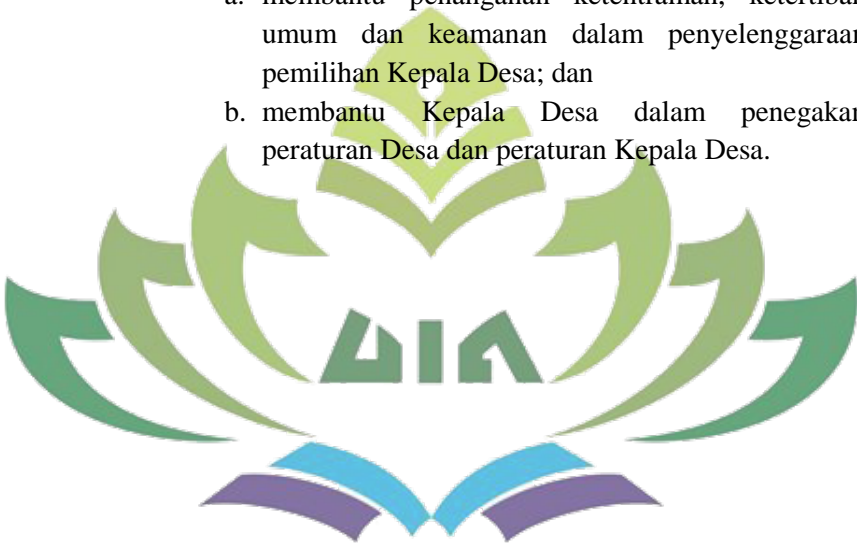 a. membantu penanganan ketentraman, ketertiban
umum dan keamanan dalam penyelenggaraan
pemilihan Kepala Desa; dan
b. membantu Kepala Desa dalam penegakan
peraturan Desa dan peraturan Kepala Desa.
UIN